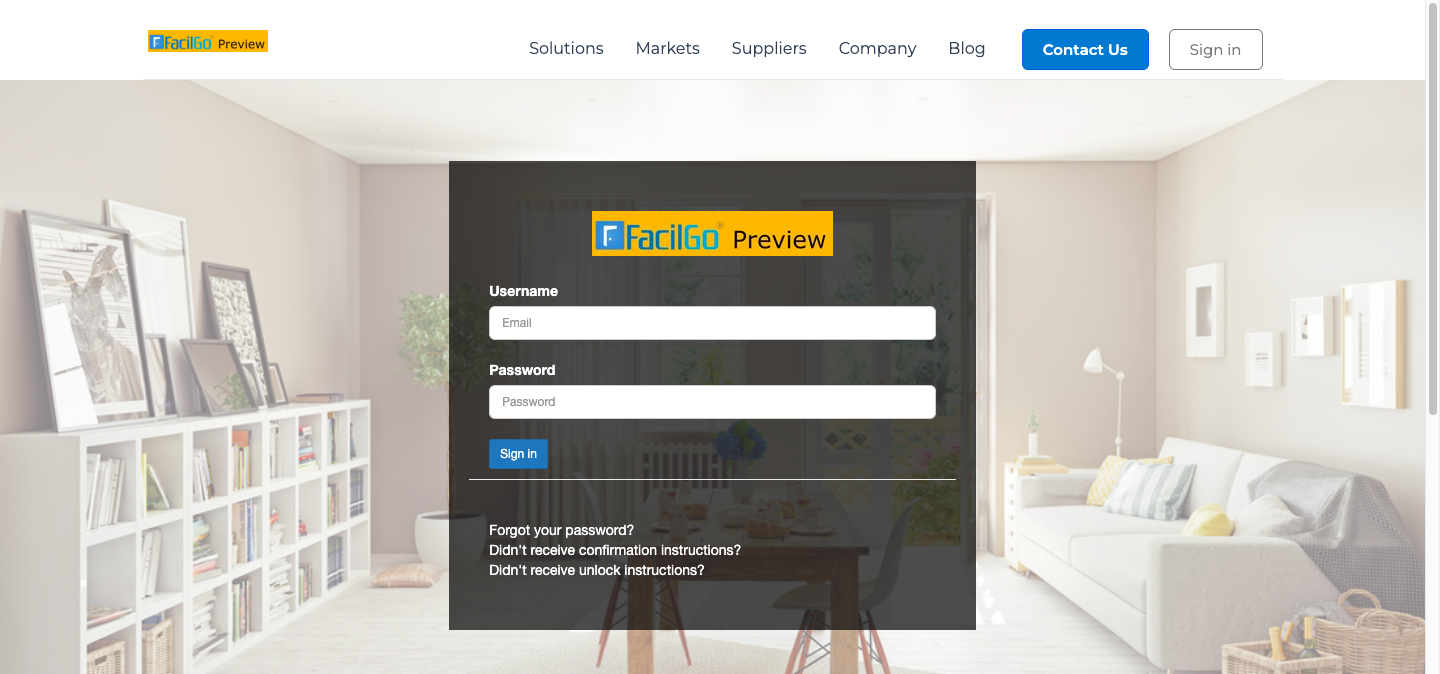 FacilGo® Preview
Solutions Markets Suppliers Company Blog Contact Us Sign in
FacilGo® Preview
Username
Email
Password
Password
Sign in
Forgot your password?
Didn't receive confirmation instructions?
Didn't receive unlock instructions?